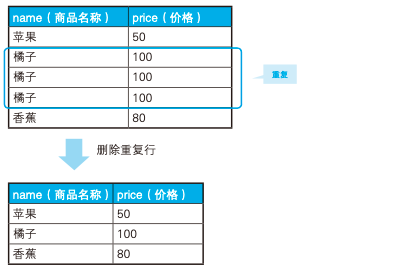 name（商品名称） price（价格）
苹果 50
橘子 100
橘子 100
橘子 100
香蕉 80
重复
删除重复行
name（商品名称） price（价格）
苹果 50
橘子 100
香蕉 80